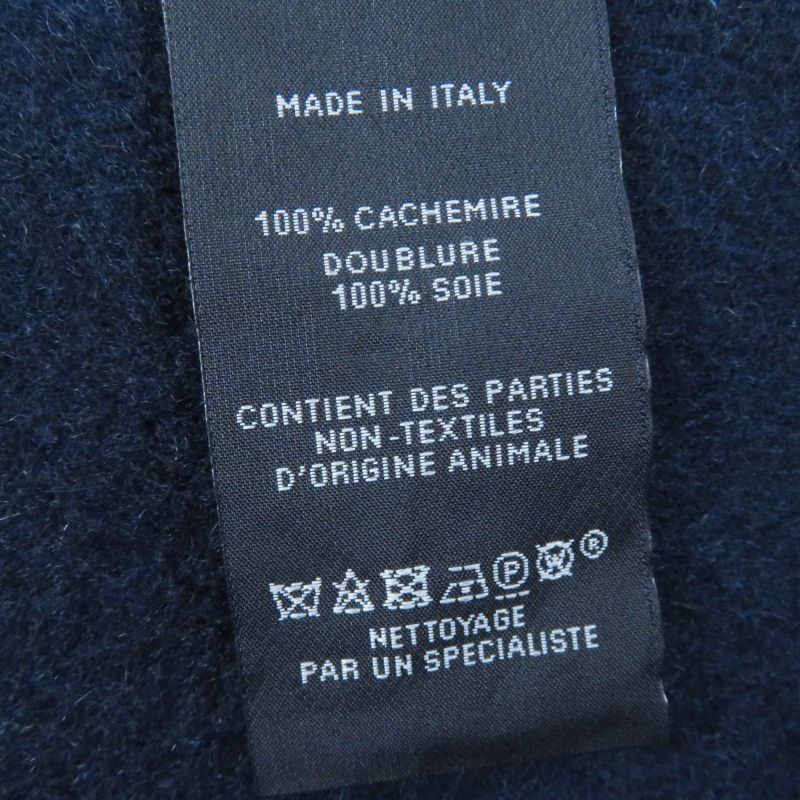 MADE IN ITALY
100% CACHEMIRE
DOUBLURE
100% SOIE
CONTIENT DES PARTIES
NON-TEXTILES
D'ORIGINE ANIMALE
P W ®
NETTOYAGE
PAR UN SPECIALISTE